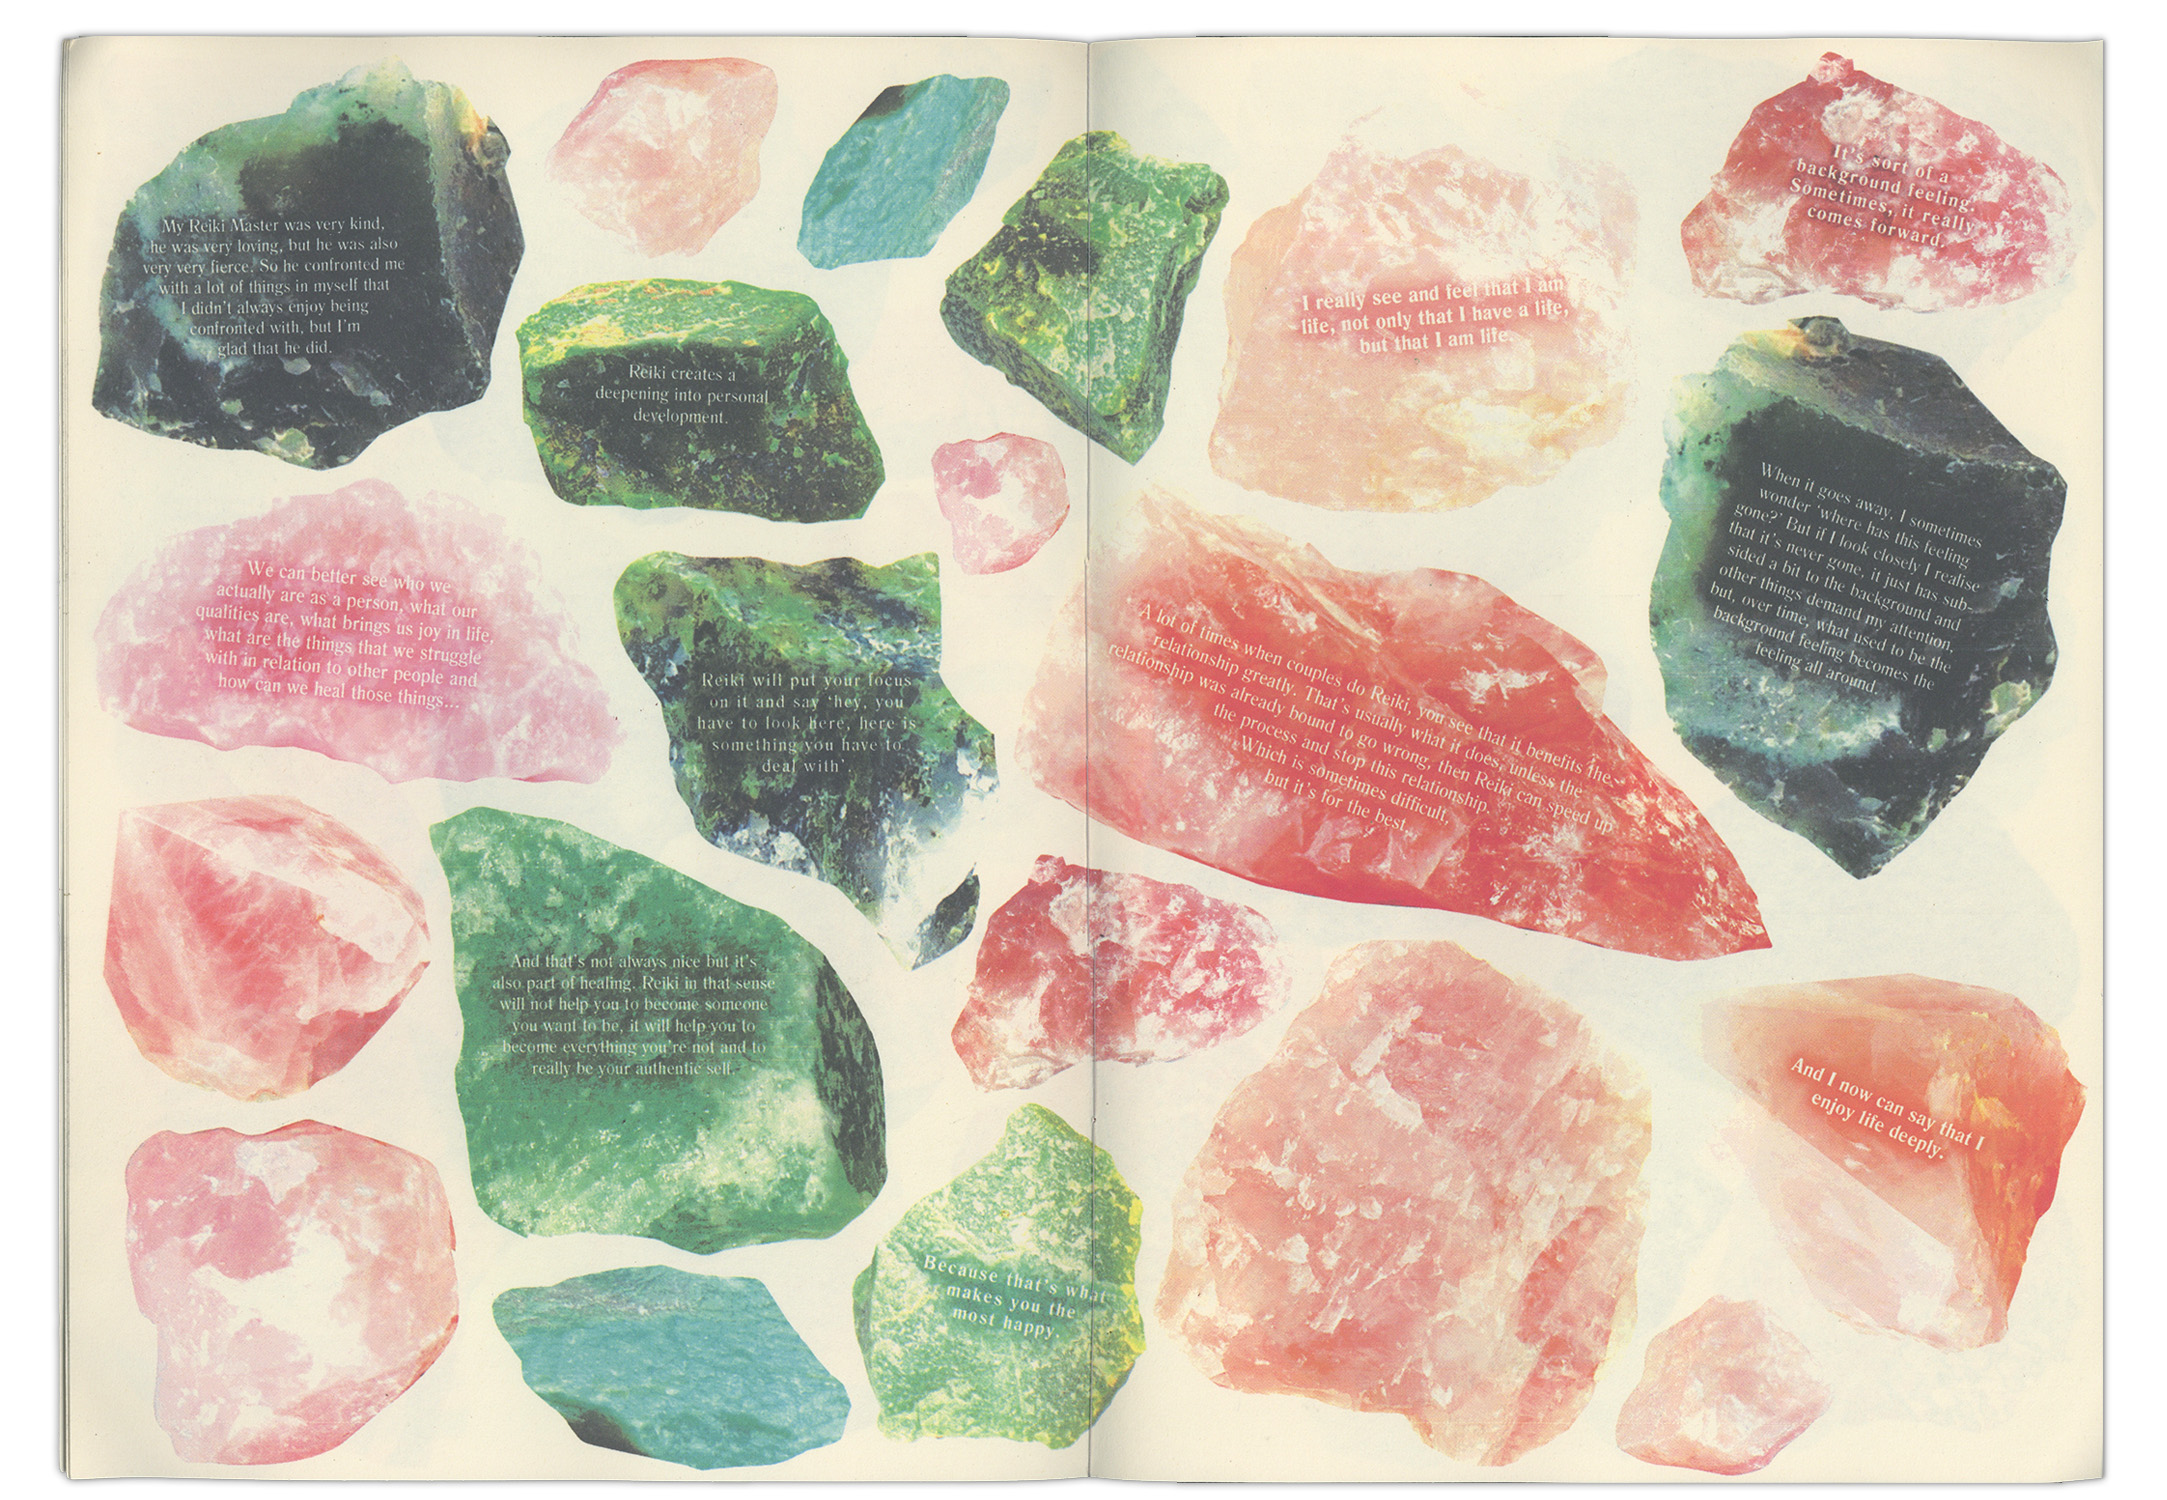 My Reiki Master was very kind,
he was very loving, but he was also
very very fierce. So he confronted me
with a lot of things in myself that
I didn't always enjoy being
confronted with, but I'm
glad that he did.
Reiki creates a
deepening into personal
development.
We can better see who we
actually are as a person, what our
qualities are, what brings us joy in life,
what are the things that we struggle
with in relation to other people and
how can we heal those things...
Reiki will put your focus
on it and say 'hey, you
have to look here, here is
something you have to
deal with'
And that's not always nice but it's
also part of healing. Reiki in that sense
will not help you to become someone
you want to be, it will help you to
become everything you're not and to
really be your authentic self.
Because that's what
makes you the
most happy.
I really see and feel that I am
life, not only that I have a life,
but that I am life.
It's sort of a
background feeling.
Sometimes, it really
comes forward.
When it goes away, I sometimes
wonder 'where has this feeling
gone?' But if I look closely I realise
that it's never gone, it just has sub-
sided a bit to the background and
other things demand my attention,
but, over time, what used to be the
background feeling becomes the
feeling all around.
A lot of times when couples do Reiki, you see that it benefits the
relationship greatly. That's usually what it does, unless the
relationship was already bound to go wrong, then Reiki can speed up
the process and stop this relationship.
Which is sometimes difficult,
but it's for the best.
And I now can say that I
enjoy life deeply.